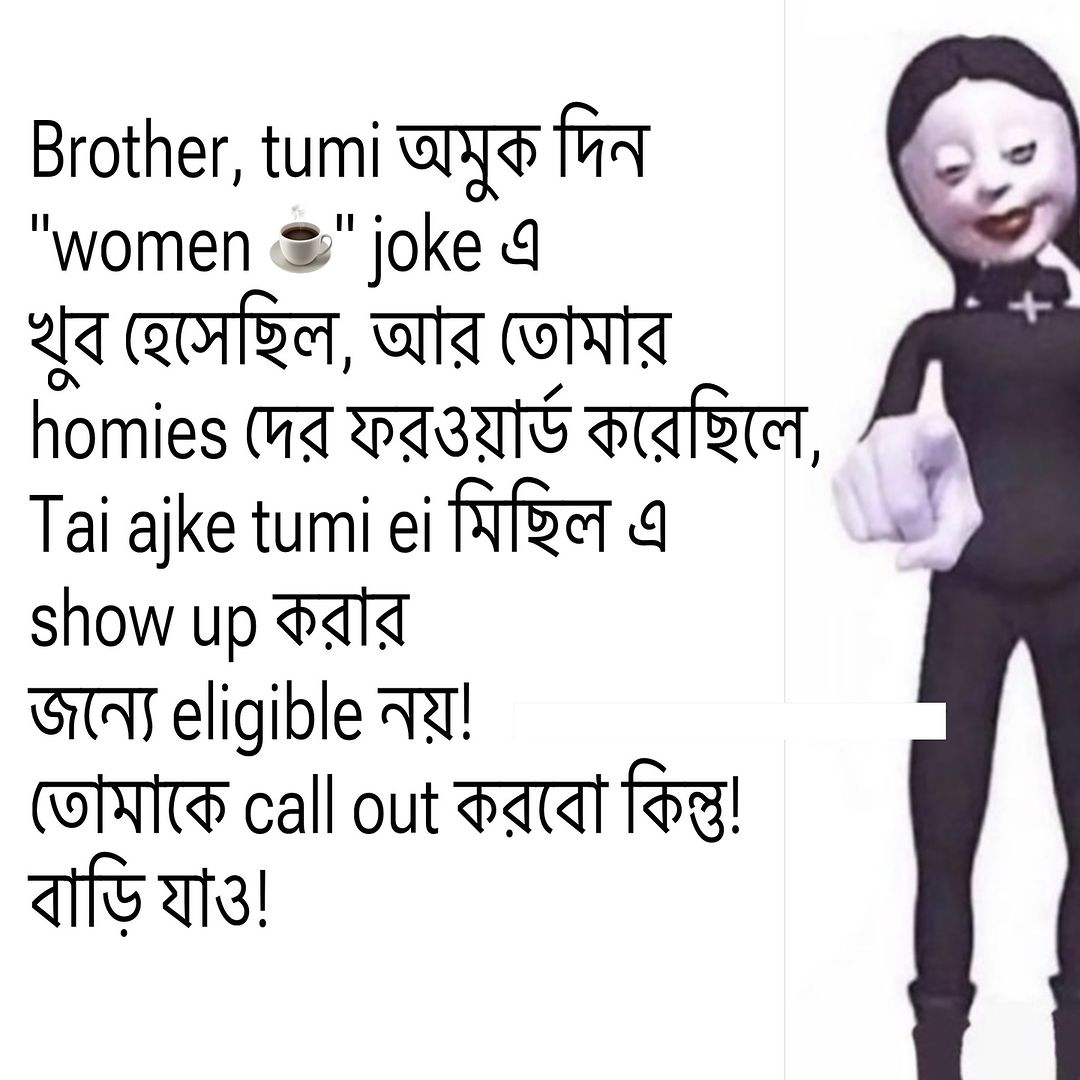 Brother, tumi অমুক দিন
"women ☕" joke এ
খুব হেসেছিল, আর তোমার
homies দের ফরওয়ার্ড করেছিলে,
Tai ajke tumi ei মিছিল এ
show up করার
জন্যে eligible নয়!
তোমাকে call out করবো কিন্তু!
বাড়ি যাও!